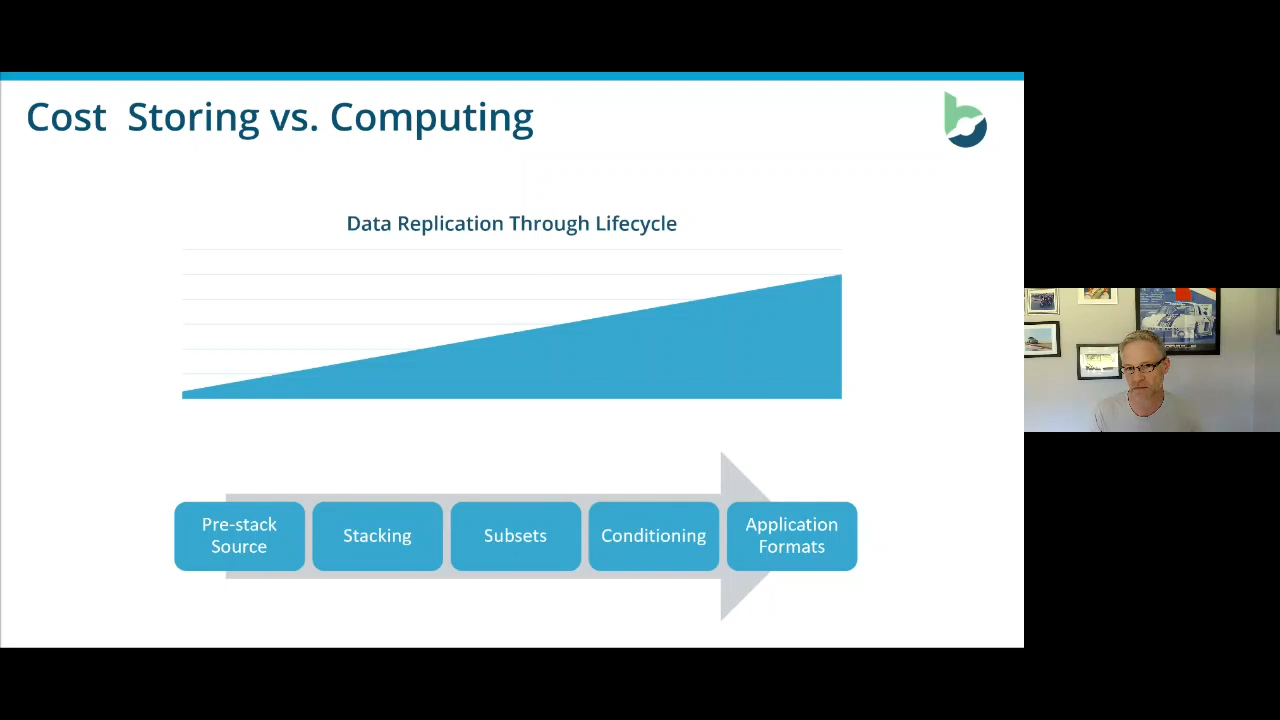 Cost  Storing vs. Computing
Data Replication Through Lifecycle
Pre-stack
Source
Stacking
Subsets
Conditioning
Application
Formats